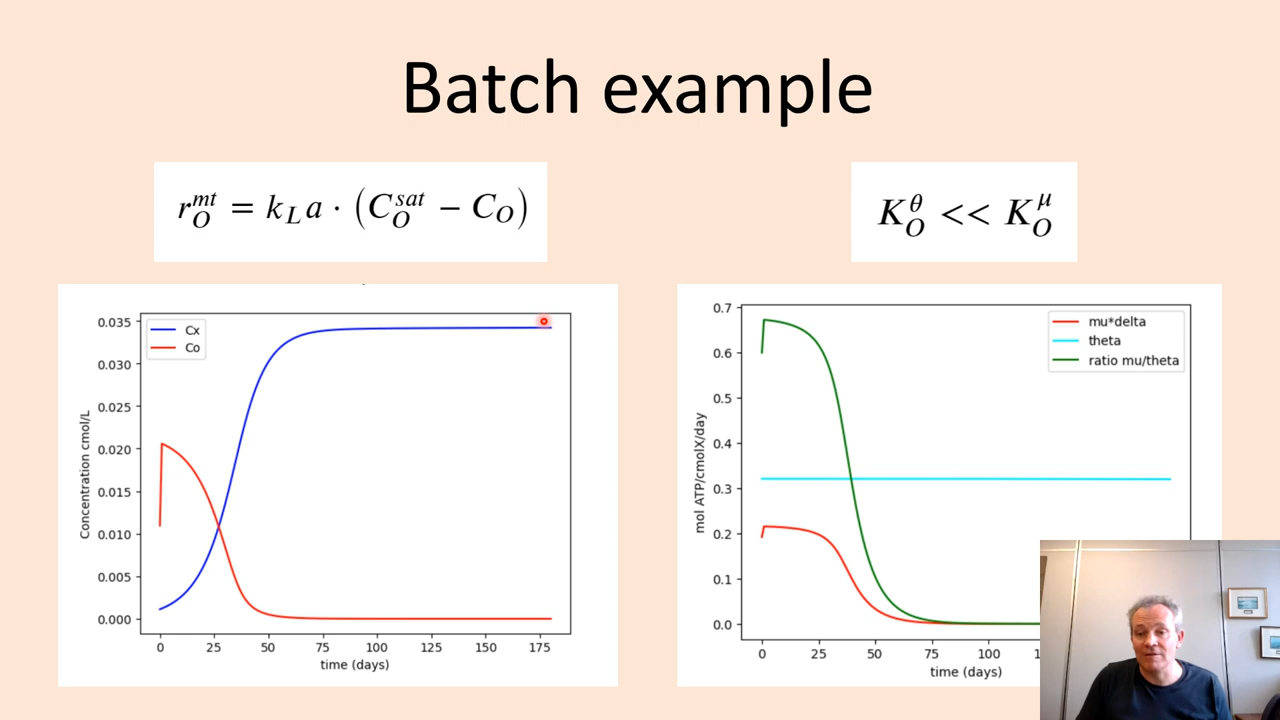 Batch example
r_O^{mt} = k_L a · (C_O^{sat} − C_O)
K_O^θ << K_O^μ
Cx
Co
0.035
0.030
0.025
0.020
0.015
0.010
0.005
0.000
Concentration cmol/L
0 25 50 75 100 125 150 175
time (days)
mu*delta
theta
ratio mu/theta
0.7
0.6
0.5
0.4
0.3
0.2
0.1
0.0
mol ATP/cmolX/day
0 25 50 75 100
time (days)